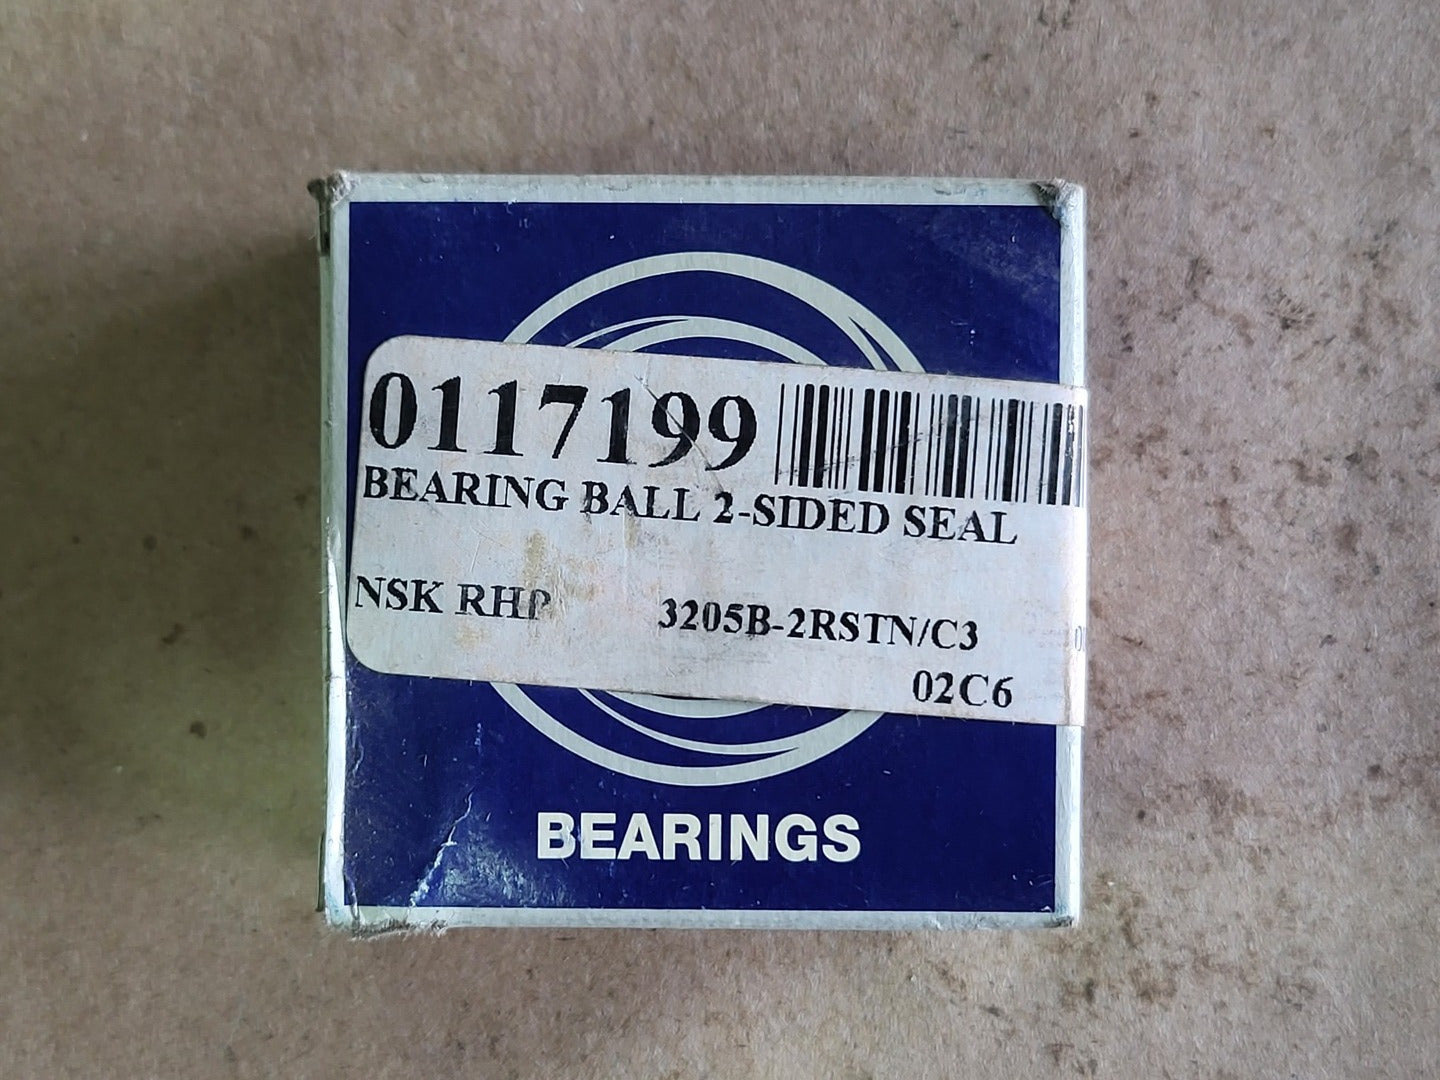 0117199
BEARING BALL 2-SIDED SEAL
NSK RHP 3205B-2RSTN/C3
02C6
BEARINGS